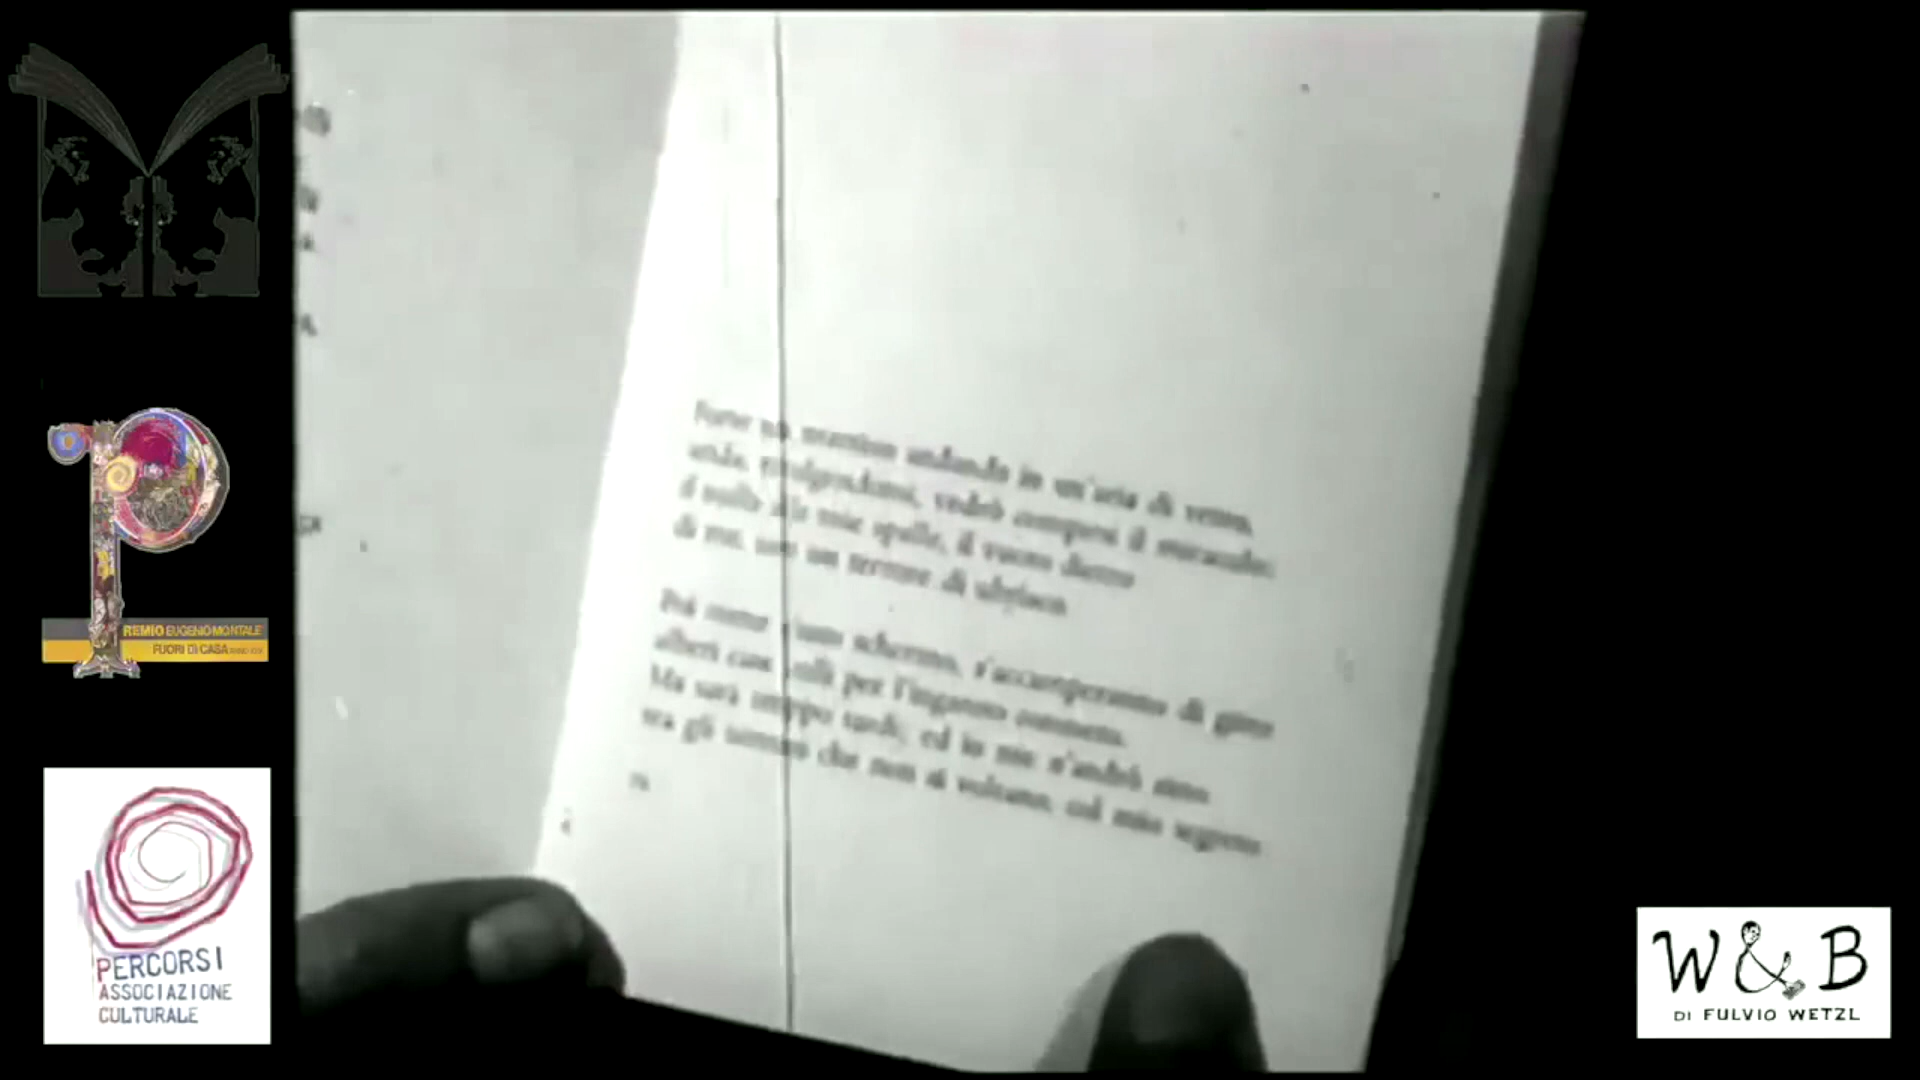 Forse un mattino andando in un'aria di vetro,
arida, rivolgendomi, vedrò compirsi il miracolo:
il nulla alle mie spalle, il vuoto dietro
di me, con un terrore di ubriaco.
Poi come s'uno schermo, s'accamperanno di gitto
alberi case colli per l'inganno consueto.
Ma sarà troppo tardi; ed io me n'andrò zitto
tra gli uomini che non si voltano, col mio segreto.
PREMIO EUGENIO MONTALE
FUORI DI CASA
PERCORSI
ASSOCIAZIONE
CULTURALE
W & B
DI FULVIO WETZL